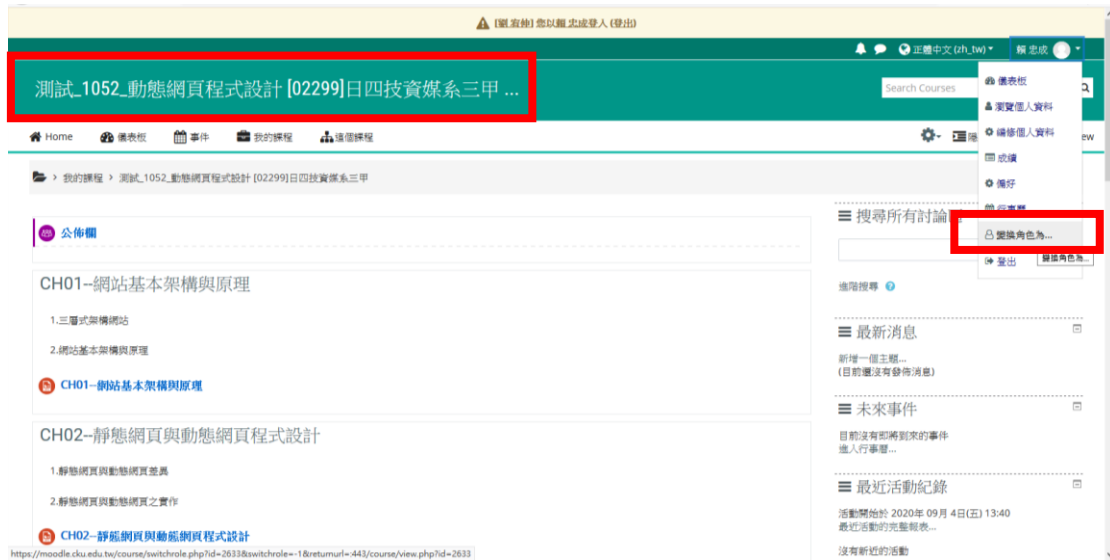 您以賴 忠成登入 (登出)
正體中文 (zh_tw)
賴 忠成
測試_1052_動態網頁程式設計 [02299]日四技資媒系三甲 ...
Search Courses
Home
儀表板
事件
我的課程
這個課程
ew
儀表板
瀏覽個人資料
編修個人資料
成績
偏好
行事曆
變換角色為...
登出
變換角色為...
我的課程 › 測試_1052_動態網頁程式設計 [02299]日四技資媒系三甲
公佈欄
CH01--網站基本架構與原理
1.三層式架構網站
2.網站基本架構與原理
CH01--網站基本架構與原理
CH02--靜態網頁與動態網頁程式設計
1.靜態網頁與動態網頁差異
2.靜態網頁與動態網頁之實作
CH02--靜態網頁與動態網頁程式設計
搜尋所有討論
進階搜尋
最新消息
新增一個主題...
(目前還沒有發佈消息)
未來事件
目前沒有即將到來的事件
進入行事曆...
最近活動紀錄
活動開始於 2020年 09月 4日(五) 13:40
最近活動的完整報表...
沒有新近的活動
https://moodle.cku.edu.tw/course/switchrole.php?id=2633&switchrole=-1&returnurl=:443/course/view.php?id=2633